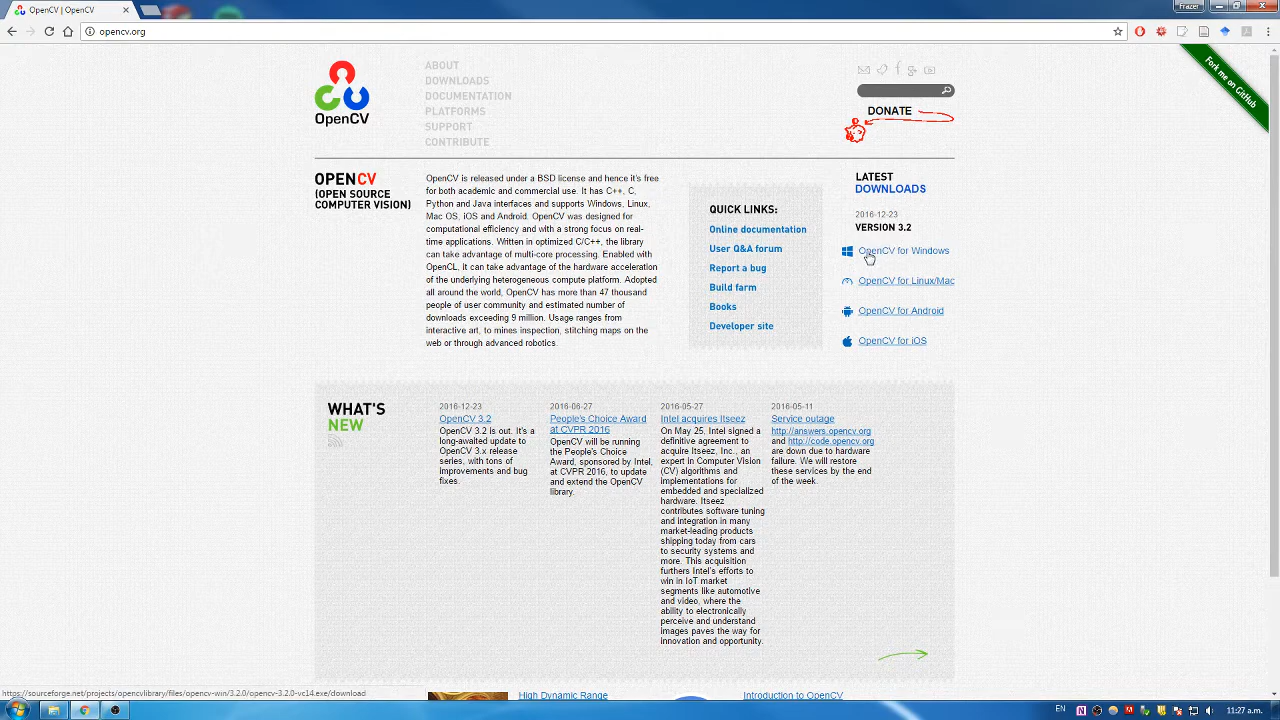 OpenCV | OpenCV
Frazer
opencv.org
OpenCV
ABOUT
DOWNLOADS
DOCUMENTATION
PLATFORMS
SUPPORT
CONTRIBUTE
DONATE
Fork me on GitHub
OPENCV
(OPEN SOURCE
COMPUTER VISION)
OpenCV is released under a BSD license and hence it's free
for both academic and commercial use. It has C++, C,
Python and Java interfaces and supports Windows, Linux,
Mac OS, iOS and Android. OpenCV was designed for
computational efficiency and with a strong focus on real-
time applications. Written in optimized C/C++, the library
can take advantage of multi-core processing. Enabled with
OpenCL, it can take advantage of the hardware acceleration
of the underlying heterogeneous compute platform. Adopted
all around the world, OpenCV has more than 47 thousand
people of user community and estimated number of
downloads exceeding 9 million. Usage ranges from
interactive art, to mines inspection, stitching maps on the
web or through advanced robotics.
QUICK LINKS:
Online documentation
User Q&A forum
Report a bug
Build farm
Books
Developer site
LATEST
DOWNLOADS
2016-12-23
VERSION 3.2
OpenCV for Windows
OpenCV for Linux/Mac
OpenCV for Android
OpenCV for iOS
WHAT'S
NEW
2016-12-23
OpenCV 3.2
OpenCV 3.2 is out. It's a
long-awaited update to
OpenCV 3.x release
series, with tons of
improvements and bug
fixes.
2016-06-27
People's Choice Award
at CVPR 2016
OpenCV will be running
the People's Choice
Award, sponsored by Intel,
at CVPR 2016, to update
and extend the OpenCV
library.
2016-05-27
Intel acquires Itseez
On May 25, Intel signed a
definitive agreement to
acquire Itseez, Inc., an
expert in Computer Vision
(CV) algorithms and
implementations for
embedded and specialized
hardware. Itseez
contributes software tuning
and integration in many
market-leading products
shipping today from cars
to security systems and
more. This acquisition
furthers Intel's efforts to
win in IoT market
segments like automotive
and video, where the
ability to electronically
perceive and understand
images paves the way for
innovation and opportunity.
2016-05-11
Service outage
http://answers.opencv.org
and http://code.opencv.org
are down due to hardware
failure. We will restore
these services by the end
of the week.
High Dynamic Range
Introduction to OpenCV
https://sourceforge.net/projects/opencvlibrary/files/opencv-win/3.2.0/opencv-3.2.0-vc14.exe/download
EN
11:27 a.m.